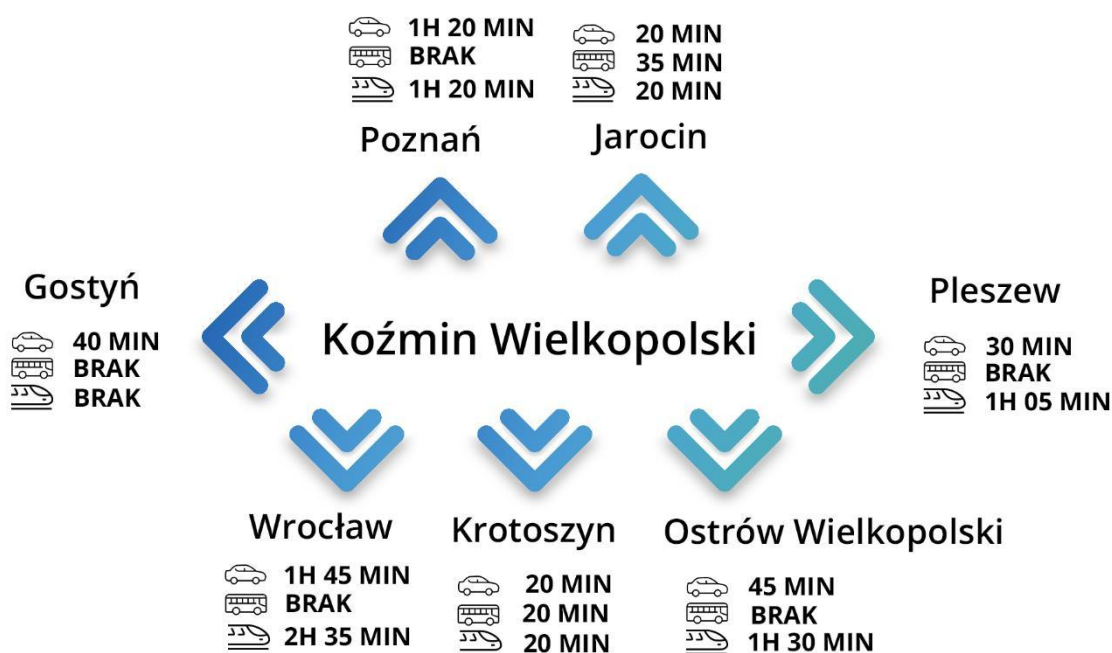 1H 20 MIN
BRAK
1H 20 MIN
Poznań
20 MIN
35 MIN
20 MIN
Jarocin
Gostyń
40 MIN
BRAK
BRAK
Koźmin Wielkopolski
Pleszew
30 MIN
BRAK
1H 05 MIN
Wrocław
1H 45 MIN
BRAK
2H 35 MIN
Krotoszyn
20 MIN
20 MIN
20 MIN
Ostrów Wielkopolski
45 MIN
BRAK
1H 30 MIN